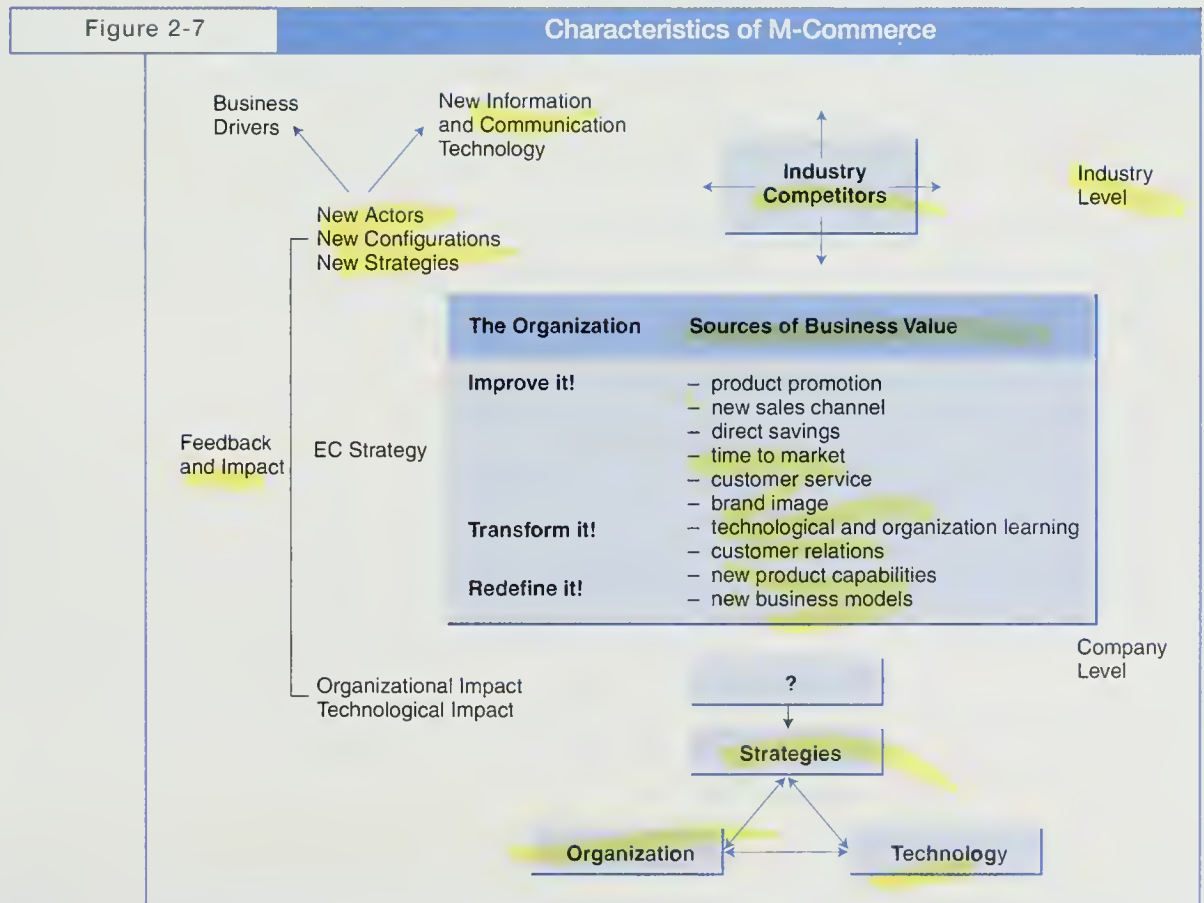 Figure 2-7
Characteristics of M-Commerce
Business
Drivers
New Information
and Communication
Technology
Industry
Competitors
Industry
Level
New Actors
New Configurations
New Strategies
The Organization Sources of Business Value
Improve it! – product promotion
– new sales channel
– direct savings
– time to market
– customer service
– brand image
Transform it! – technological and organization learning
– customer relations
– new product capabilities
Redefine it! – new business models
Feedback
and Impact
EC Strategy
Company
Level
Organizational Impact
Technological Impact
?
Strategies
Organization
Technology